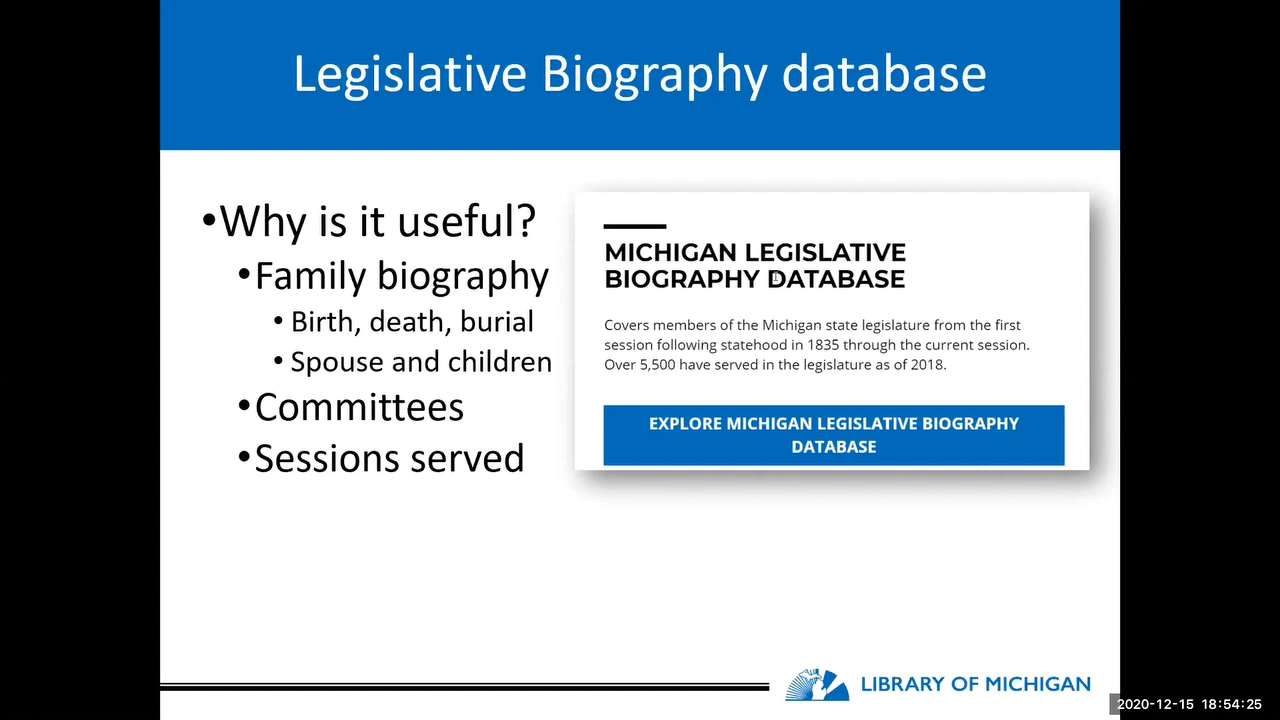 Legislative Biography database
•Why is it useful?
•Family biography
• Birth, death, burial
• Spouse and children
•Committees
•Sessions served
MICHIGAN LEGISLATIVE
BIOGRAPHY DATABASE
Covers members of the Michigan state legislature from the first
session following statehood in 1835 through the current session.
Over 5,500 have served in the legislature as of 2018.
EXPLORE MICHIGAN LEGISLATIVE BIOGRAPHY
DATABASE
LIBRARY OF MICHIGAN
2020-12-15 18:54:25